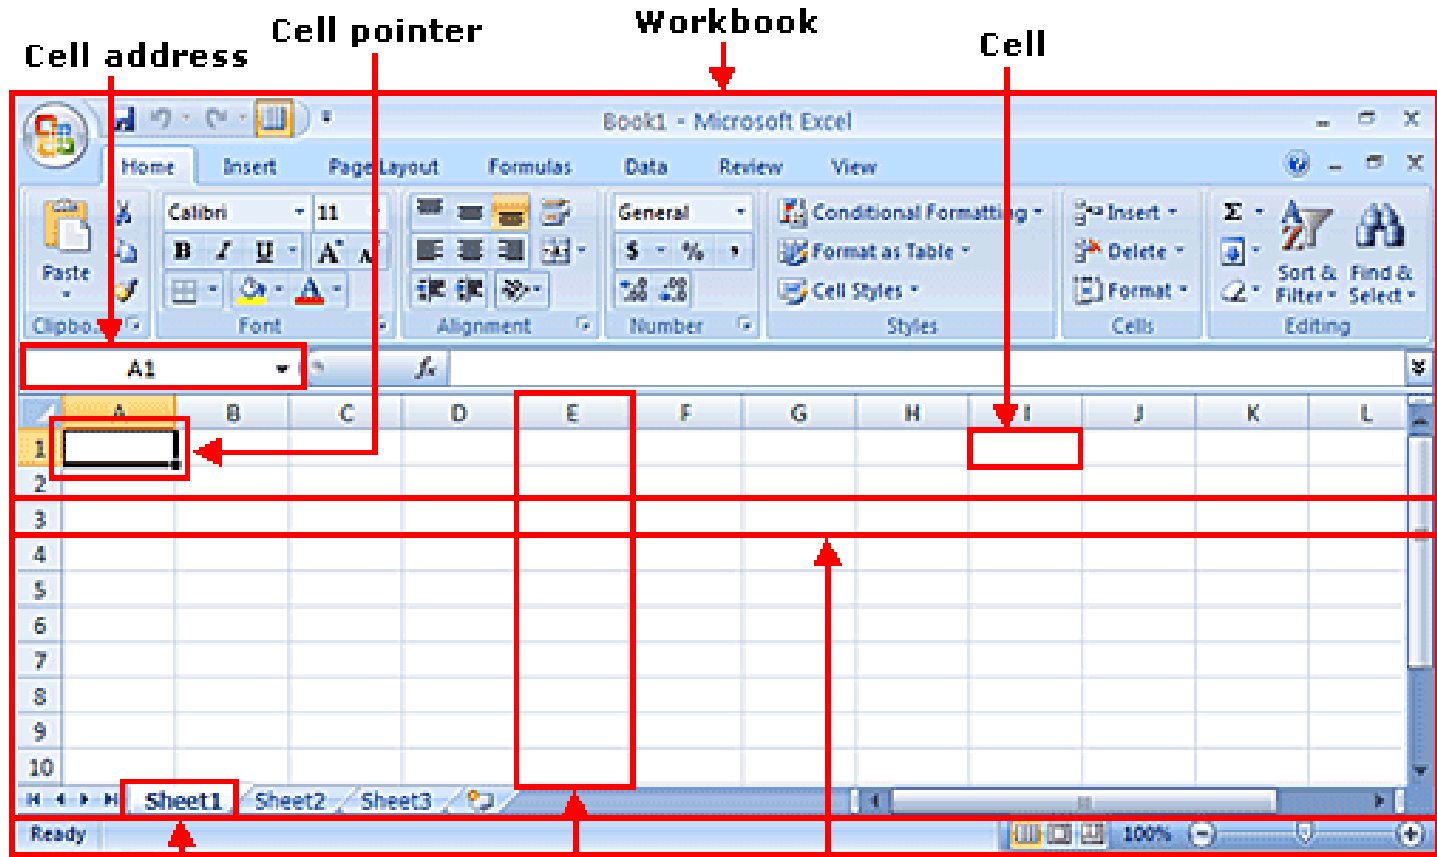 Workbook
Cell pointer
Cell
Cell address
Book1 - Microsoft Excel
Home Insert Page Layout Formulas Data Review View
Calibri 11 General Conditional Formatting Insert Σ
B I U A A $ % , Format as Table Delete
Paste Sort & Find &
A Cell Styles Format Filter Select
Clipbo... Font Alignment Number Styles Cells Editing
A1 fx
A B C D E F G H I J K L
1
2
3
4
5
6
7
8
9
10
Sheet1 Sheet2 Sheet3
Ready 100%